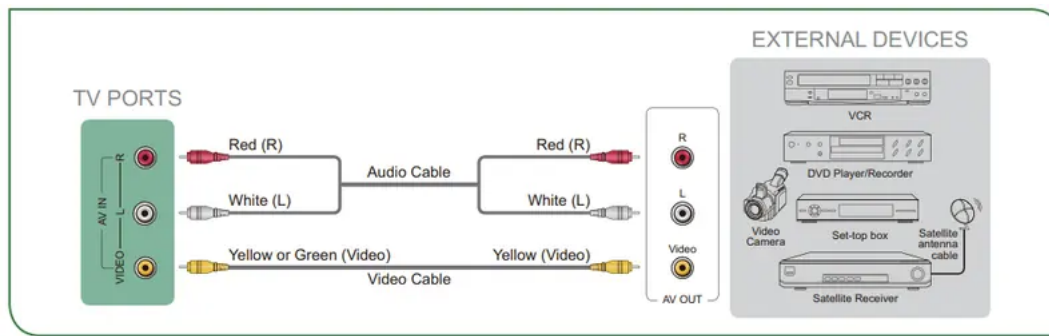 EXTERNAL DEVICES
TV PORTS
AV IN
R
L
VIDEO
Red (R)
White (L)
Yellow or Green (Video)
Audio Cable
Video Cable
Red (R)
White (L)
Yellow (Video)
R
L
Video
AV OUT
VCR
DVD Player/Recorder
Video
Camera
Set-top box
Satellite
antenna
cable
Satellite Receiver